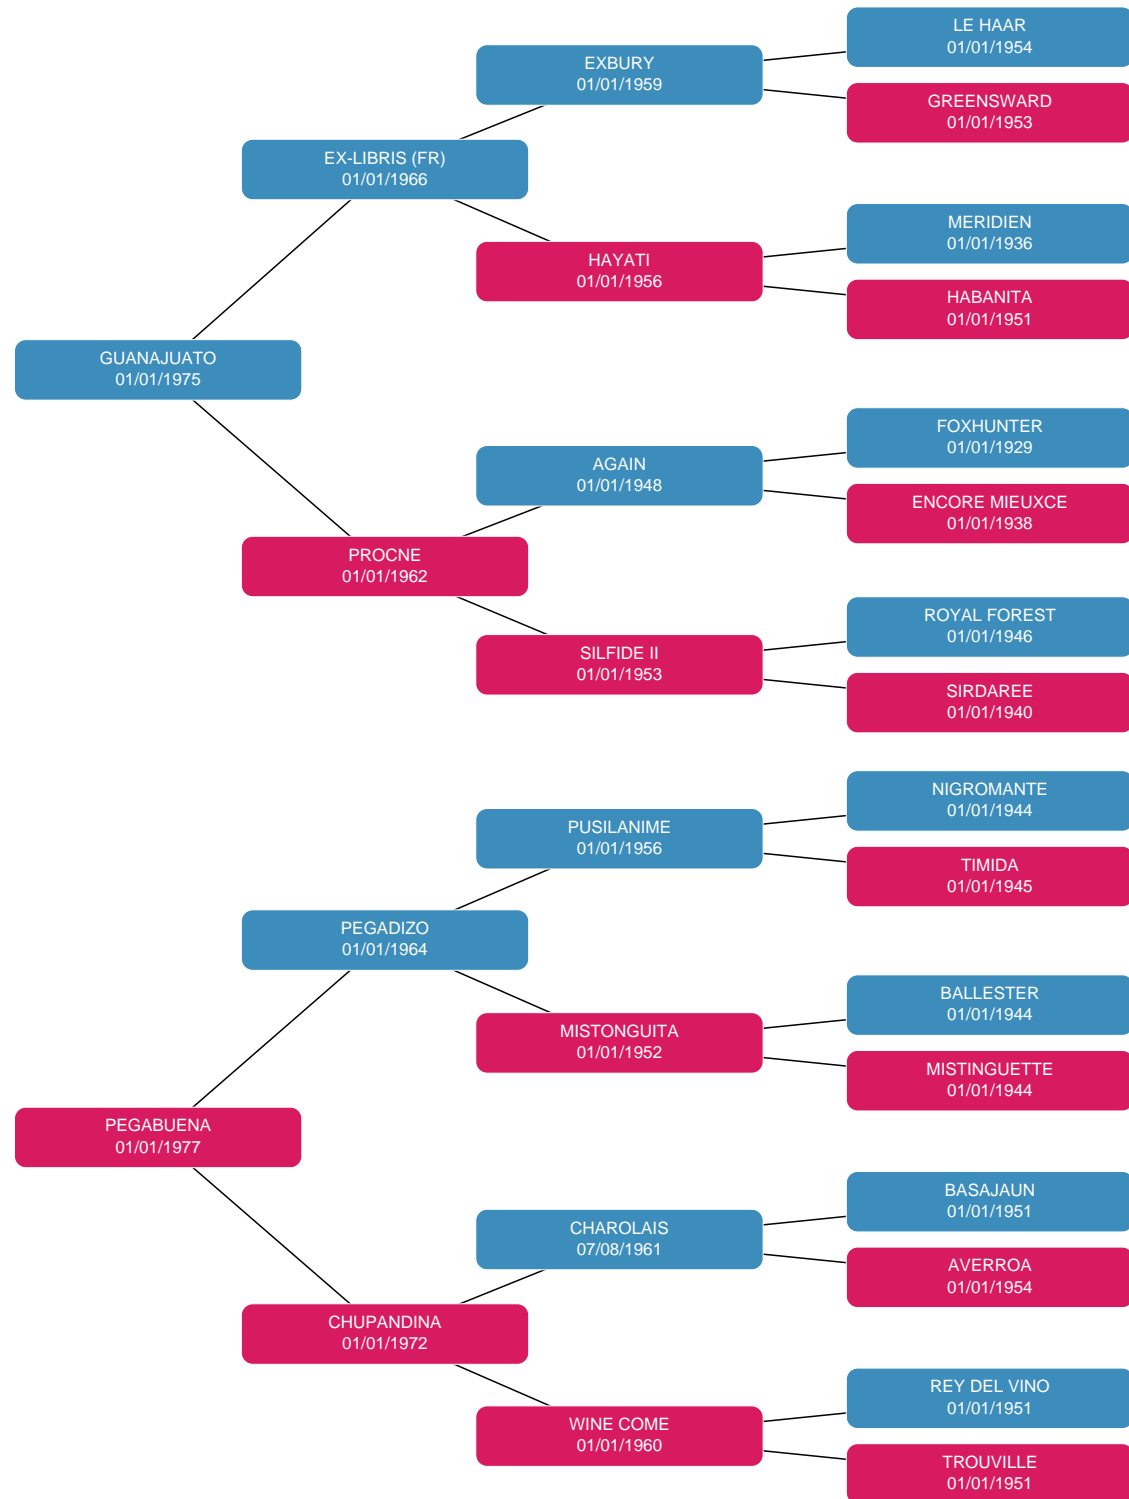 LE HAAR
01/01/1954
EXBURY
01/01/1959
GREENSWARD
01/01/1953
EX-LIBRIS (FR)
01/01/1966
MERIDIEN
01/01/1936
HAYATI
01/01/1956
HABANITA
01/01/1951
GUANAJUATO
01/01/1975
FOXHUNTER
01/01/1929
AGAIN
01/01/1948
ENCORE MIEUXCE
01/01/1938
PROCNE
01/01/1962
ROYAL FOREST
01/01/1946
SILFIDE II
01/01/1953
SIRDAREE
01/01/1940
NIGROMANTE
01/01/1944
PUSILANIME
01/01/1956
TIMIDA
01/01/1945
PEGADIZO
01/01/1964
BALLESTER
01/01/1944
MISTONGUITA
01/01/1952
MISTINGUETTE
01/01/1944
PEGABUENA
01/01/1977
BASAJAUN
01/01/1951
CHAROLAIS
07/08/1961
AVERROA
01/01/1954
CHUPANDINA
01/01/1972
REY DEL VINO
01/01/1951
WINE COME
01/01/1960
TROUVILLE
01/01/1951